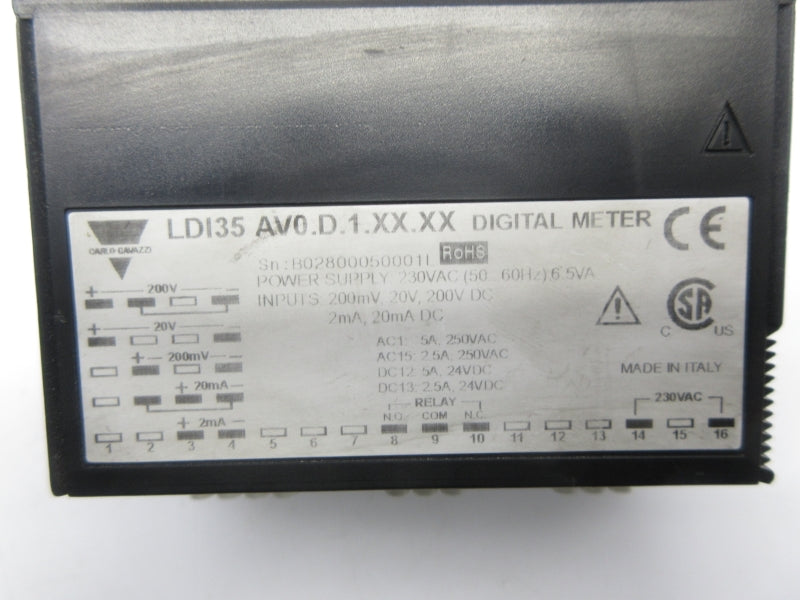 CARLO GAVAZZI
LDI35 AV0.D.1.XX.XX DIGITAL METER CE
Sn: B028000050001I RoHS
POWER SUPPLY 230VAC (50..60Hz) 6.5VA
INPUTS 200mV, 20V, 200V DC
2mA, 20mA DC
SA
C US
+ 200V -
+ 20V -
+ 200mV -
+ 20mA -
+ 2mA -
AC1: 5A, 250VAC
AC15: 2.5A, 250VAC
DC12: 5A, 24VDC
DC13: 2.5A, 24VDC
MADE IN ITALY
RELAY
N.O. COM N.C.
230VAC
1 2 3 4 5 6 7 8 9 10 11 12 13 14 15 16